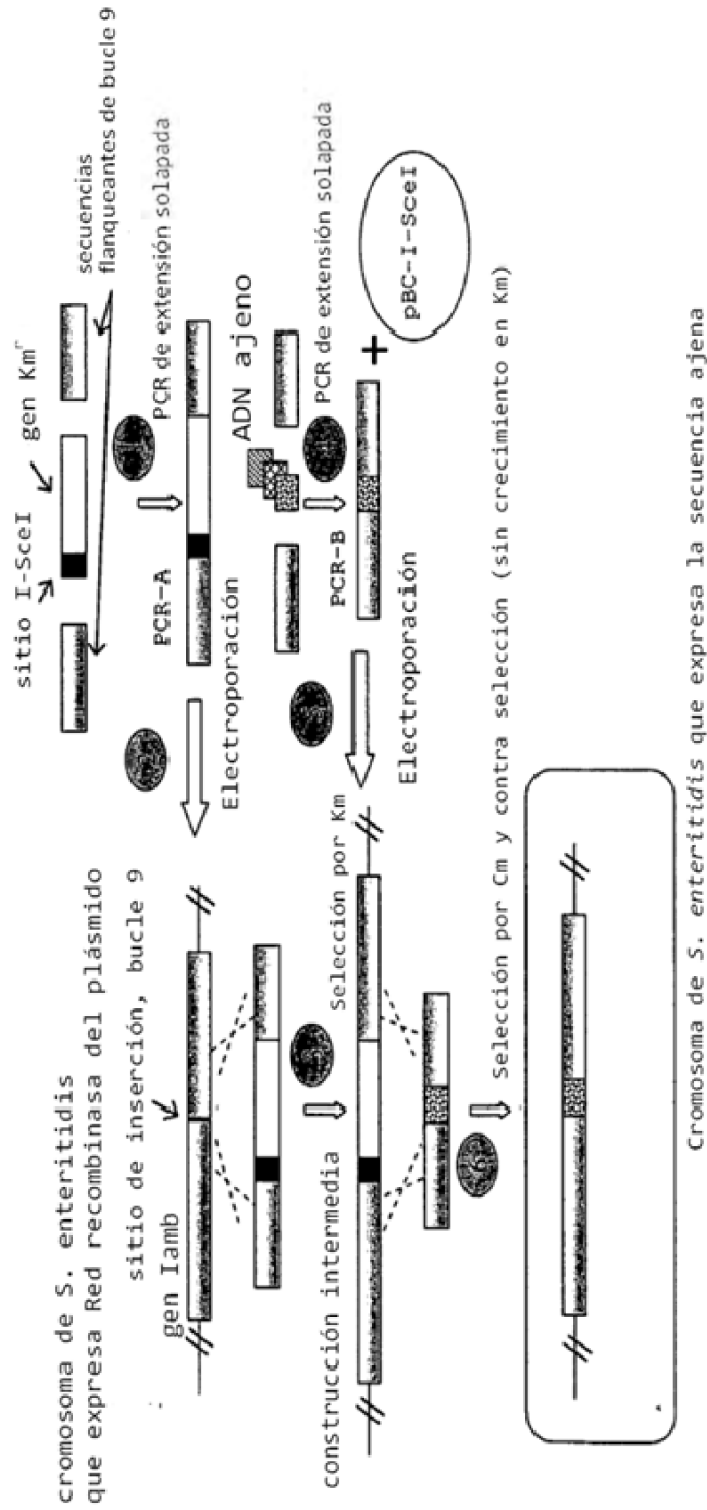 cromosoma de S. enteritidis
que expresa Red recombinasa del plásmido
sitio de inserción, bucle 9
gen Iamb
sitio I-SceI
gen Kmʳ
secuencias
flanqueantes de bucle 9
PCR de extensión solapada
PCR-A
Electroporación
ADN ajeno
PCR de extensión solapada
PCR-B
+
pBC-I-SceI
Electroporación
Selección por Km
construcción intermedia
Selección por Cm y contra selección (sin crecimiento en Km)
Cromosoma de S. enteritidis que expresa la secuencia ajena